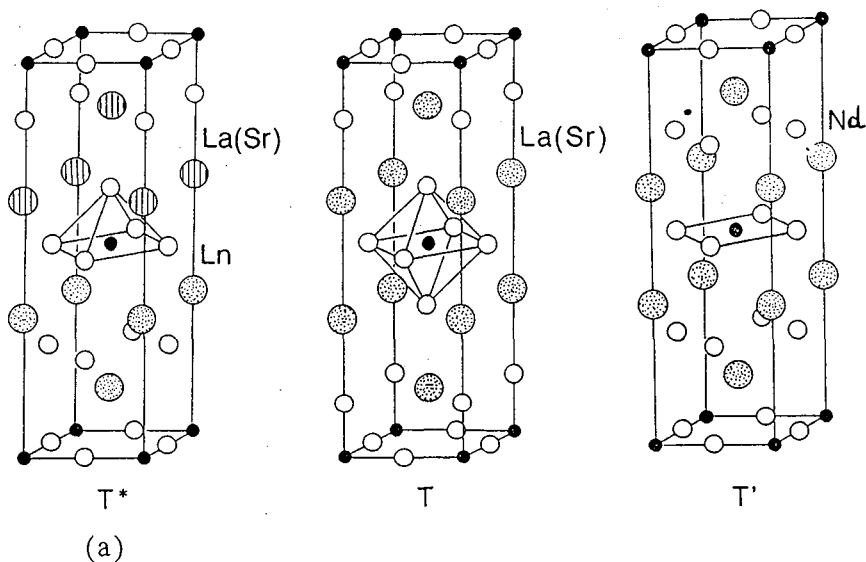 La(Sr)
Ln
T*
La(Sr)
T
Nd
T'
(a)